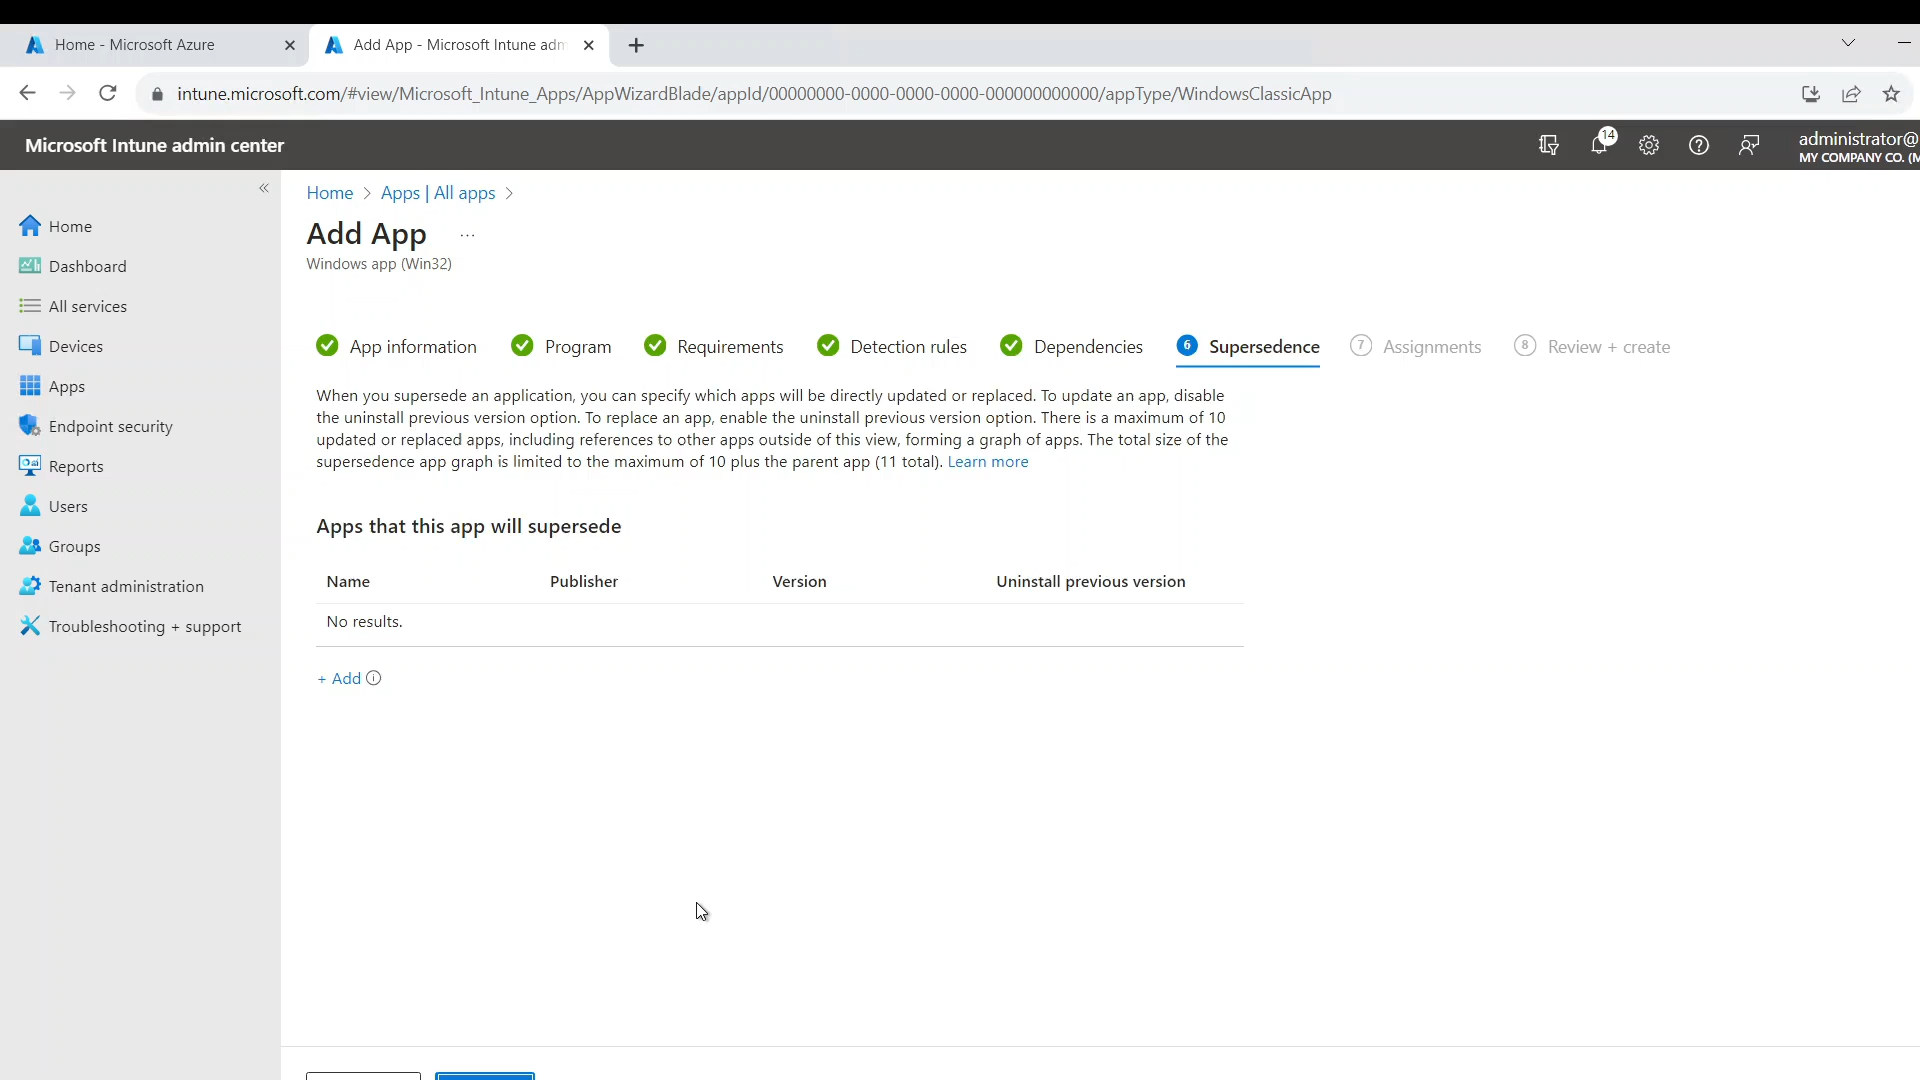 Home - Microsoft Azure
Add App - Microsoft Intune adm
intune.microsoft.com/#view/Microsoft_Intune_Apps/AppWizardBlade/appId/00000000-0000-0000-0000-000000000000/appType/WindowsClassicApp
Microsoft Intune admin center
14
administrator@
MY COMPANY CO. (M
Home
Dashboard
All services
Devices
Apps
Endpoint security
Reports
Users
Groups
Tenant administration
Troubleshooting + support
Home > Apps | All apps >
Add App ...
Windows app (Win32)
App information Program Requirements Detection rules Dependencies 6 Supersedence 7 Assignments 8 Review + create
When you supersede an application, you can specify which apps will be directly updated or replaced. To update an app, disable
the uninstall previous version option. To replace an app, enable the uninstall previous version option. There is a maximum of 10
updated or replaced apps, including references to other apps outside of this view, forming a graph of apps. The total size of the
supersedence app graph is limited to the maximum of 10 plus the parent app (11 total). Learn more
Apps that this app will supersede
Name Publisher Version Uninstall previous version
No results.
+ Add